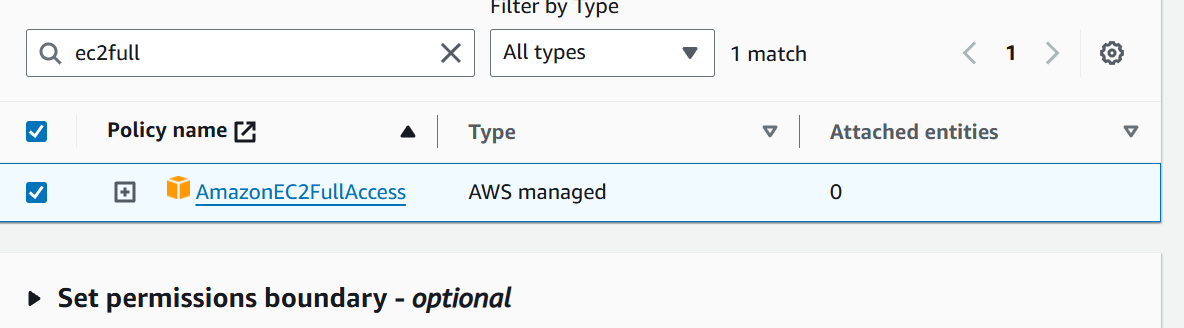 Filter by Type
ec2full
All types
1 match
1
Policy name
Type
Attached entities
AmazonEC2FullAccess
AWS managed
0
Set permissions boundary - optional